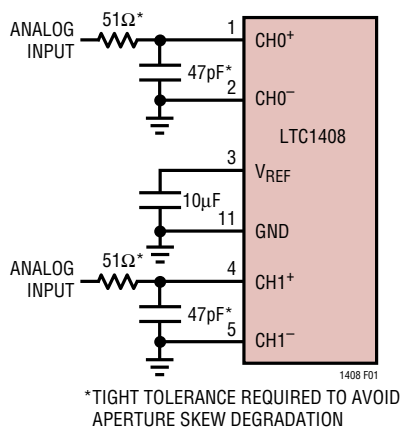 ANALOG
INPUT
51Ω*
47pF*
1
CH0+
2
CH0–
LTC1408
3
VREF
10µF
11
GND
ANALOG
INPUT
51Ω*
47pF*
4
CH1+
5
CH1–
1408 F01
*TIGHT TOLERANCE REQUIRED TO AVOID
APERTURE SKEW DEGRADATION